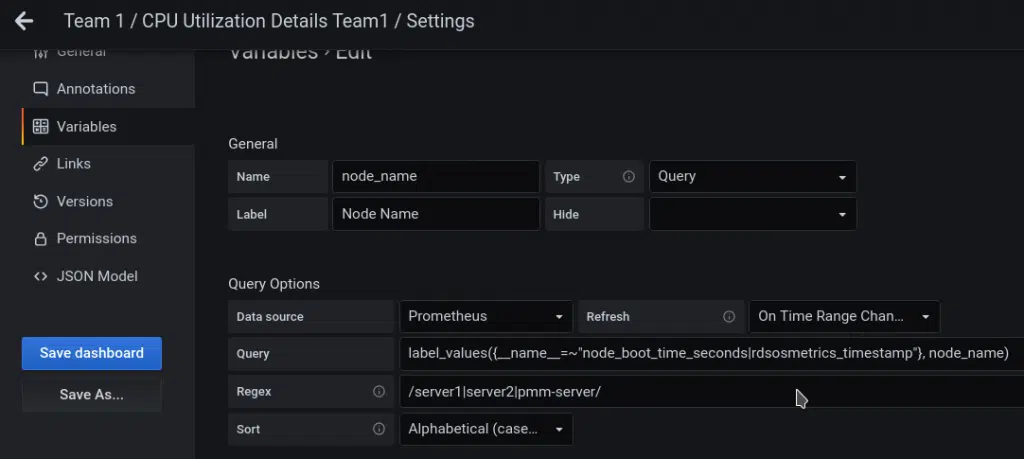 Team 1 / CPU Utilization Details Team1 / Settings
General
Annotations
Variables
Links
Versions
Permissions
JSON Model
Save dashboard
Save As...
Variables › Edit
General
Name node_name Type Query
Label Node Name Hide
Query Options
Data source Prometheus Refresh On Time Range Chan...
Query label_values({__name__=~"node_boot_time_seconds|rdsosmetrics_timestamp"}, node_name)
Regex /server1|server2|pmm-server/
Sort Alphabetical (case...